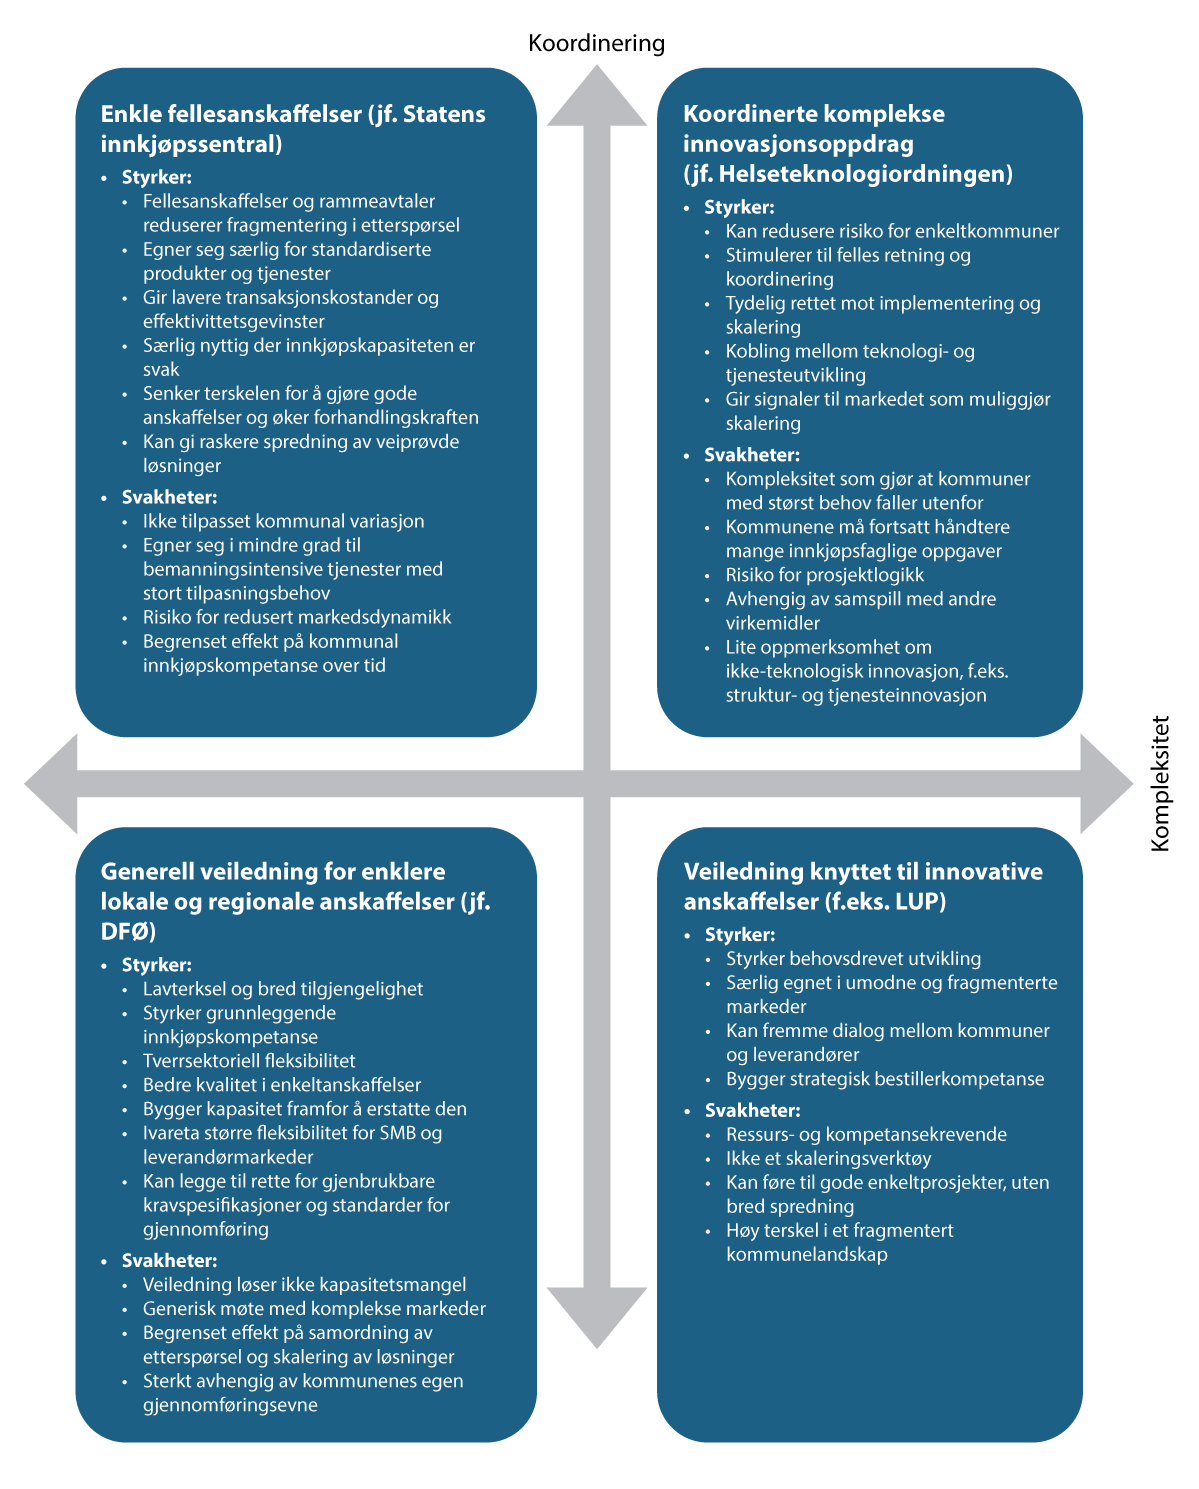 Koordinering
Enkle fellesanskaffelser (jf. Statens
innkjøpssentral)
• Styrker:
• Fellesanskaffelser og rammeavtaler
reduserer fragmentering i etterspørsel
• Egner seg særlig for standardiserte
produkter og tjenester
• Gir lavere transaksjonskostander og
effektivittetsgevinster
• Særlig nyttig der innkjøpskapasiteten er
svak
• Senker terskelen for å gjøre gode
anskaffelser og øker forhandlingskraften
• Kan gi raskere spredning av veiprøvde
løsninger
• Svakheter:
• Ikke tilpasset kommunal variasjon
• Egner seg i mindre grad til
bemanningsintensive tjenester med
stort tilpasningsbehov
• Risiko for redusert markedsdynamikk
• Begrenset effekt på kommunal
innkjøpskompetanse over tid
Koordinerte komplekse
innovasjonsoppdrag
(jf. Helseteknologiordningen)
• Styrker:
• Kan redusere risiko for enkeltkommuner
• Stimulerer til felles retning og
koordinering
• Tydelig rettet mot implementering og
skalering
• Kobling mellom teknologi- og
tjenesteutvikling
• Gir signaler til markedet som muliggjør
skalering
• Svakheter:
• Kompleksitet som gjør at kommuner
med størst behov faller utenfor
• Kommunene må fortsatt håndtere
mange innkjøpsfaglige oppgaver
• Risiko for prosjektlogikk
• Avhengig av samspill med andre
virkemidler
• Lite oppmerksomhet om
ikke-teknologisk innovasjon, f.eks.
struktur- og tjenesteinnovasjon
Kompleksitet
Generell veiledning for enklere
lokale og regionale anskaffelser (jf.
DFØ)
• Styrker:
• Lavterksel og bred tilgjengelighet
• Styrker grunnleggende
innkjøpskompetanse
• Tverrsektoriell fleksibilitet
• Bedre kvalitet i enkeltanskaffelser
• Bygger kapasitet framfor å erstatte den
• Ivareta større fleksibilitet for SMB og
leverandørmarkeder
• Kan legge til rette for gjenbrukbare
kravspesifikasjoner og standarder for
gjennomføring
• Svakheter:
• Veiledning løser ikke kapasitetsmangel
• Generisk møte med komplekse markeder
• Begrenset effekt på samordning av
etterspørsel og skalering av løsninger
• Sterkt avhengig av kommunenes egen
gjennomføringsevne
Veiledning knyttet til innovative
anskaffelser (f.eks. LUP)
• Styrker:
• Styrker behovsdrevet utvikling
• Særlig egnet i umodne og fragmenterte
markeder
• Kan fremme dialog mellom kommuner
og leverandører
• Bygger strategisk bestillerkompetanse
• Svakheter:
• Ressurs- og kompetansekrevende
• Ikke et skaleringsverktøy
• Kan føre til gode enkeltprosjekter, uten
bred spredning
• Høy terskel i et fragmentert
kommunelandskap